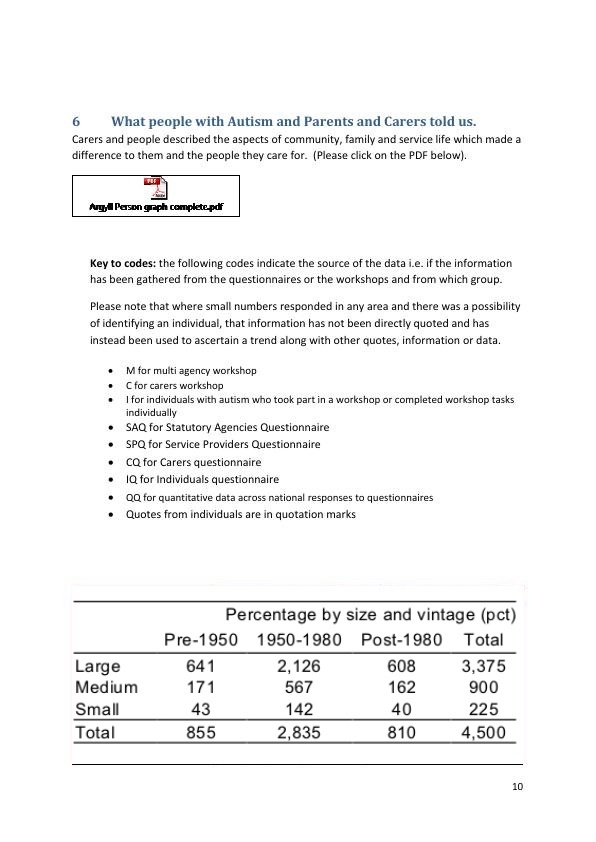 6 What people with Autism and Parents and Carers told us.
Carers and people described the aspects of community, family and service life which made a
difference to them and the people they care for.  (Please click on the PDF below).
PDF
Adobe
Argyll Person graph complete.pdf
Key to codes: the following codes indicate the source of the data i.e. if the information
has been gathered from the questionnaires or the workshops and from which group.
Please note that where small numbers responded in any area and there was a possibility
of identifying an individual, that information has not been directly quoted and has
instead been used to ascertain a trend along with other quotes, information or data.
• M for multi agency workshop
• C for carers workshop
• I for individuals with autism who took part in a workshop or completed workshop tasks
individually
• SAQ for Statutory Agencies Questionnaire
• SPQ for Service Providers Questionnaire
• CQ for Carers questionnaire
• IQ for Individuals questionnaire
• QQ for quantitative data across national responses to questionnaires
• Quotes from individuals are in quotation marks
Percentage by size and vintage (pct)
Pre-1950 1950-1980 Post-1980 Total
Large 641 2,126 608 3,375
Medium 171 567 162 900
Small 43 142 40 225
Total 855 2,835 810 4,500
10